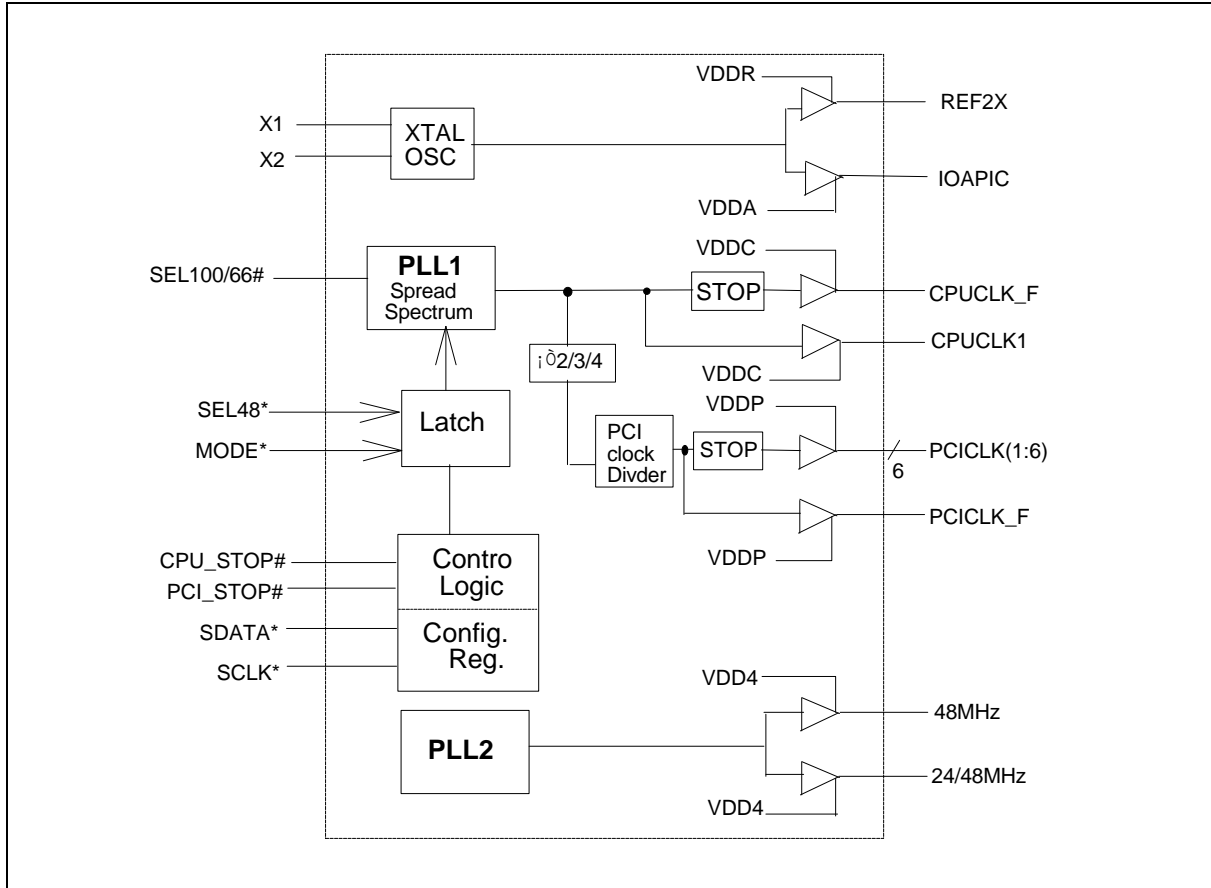 VDDR
REF2X
X1
XTAL
OSC
X2
IOAPIC
VDDA
VDDC
SEL100/66#
PLL1
Spread
Spectrum
STOP
CPUCLK_F
CPUCLK1
¡Ò2/3/4
VDDC
SEL48*
MODE*
Latch
VDDP
PCI
clock
Divder
STOP
PCICLK(1:6)
6
PCICLK_F
VDDP
CPU_STOP#
PCI_STOP#
Contro
Logic
SDATA*
SCLK*
Config.
Reg.
VDD4
48MHz
PLL2
24/48MHz
VDD4